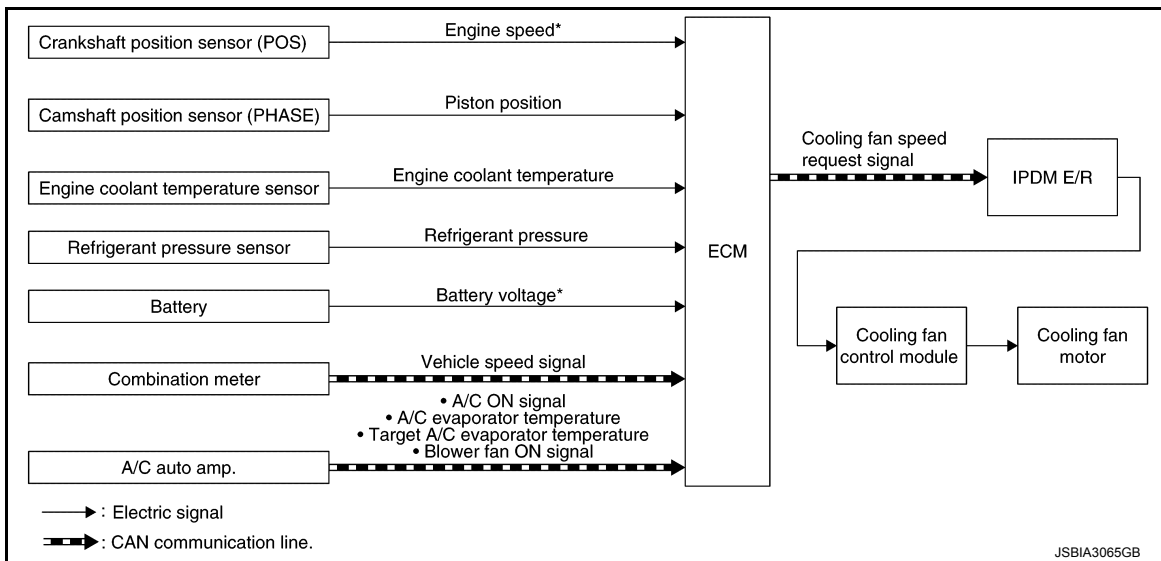 Crankshaft position sensor (POS)
Engine speed*
Camshaft position sensor (PHASE)
Piston position
Engine coolant temperature sensor
Engine coolant temperature
Refrigerant pressure sensor
Refrigerant pressure
Battery
Battery voltage*
Combination meter
Vehicle speed signal
A/C auto amp.
• A/C ON signal
• A/C evaporator temperature
• Target A/C evaporator temperature
• Blower fan ON signal
ECM
Cooling fan speed
request signal
IPDM E/R
Cooling fan
control module
Cooling fan
motor
: Electric signal
: CAN communication line.
JSBIA3065GB